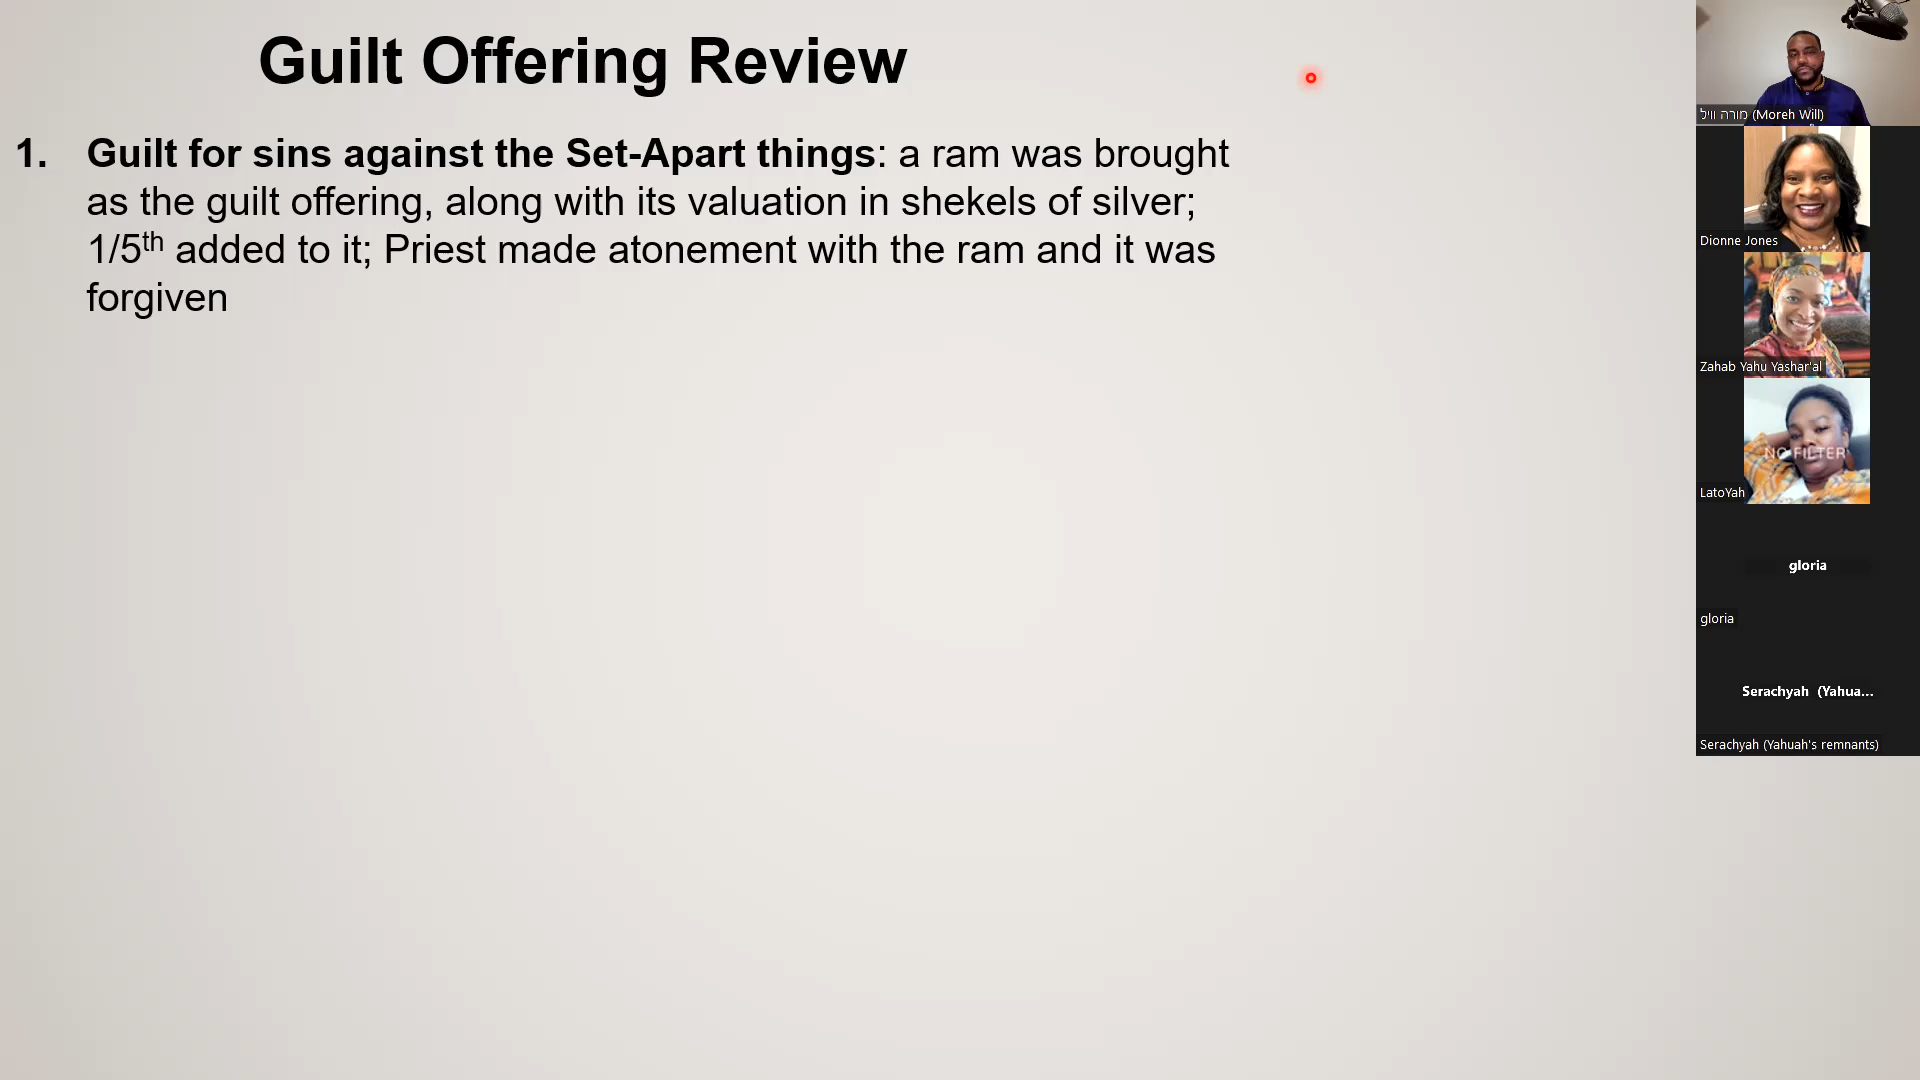 Guilt Offering Review
1. Guilt for sins against the Set-Apart things: a ram was brought
as the guilt offering, along with its valuation in shekels of silver;
1/5th added to it; Priest made atonement with the ram and it was
forgiven
מורה וויל (Moreh Will)
Dionne Jones
Zahab Yahu Yashar'al
NO FILTER
LatoYah
gloria
gloria
Serachyah (Yahua...
Serachyah (Yahuah's remnants)